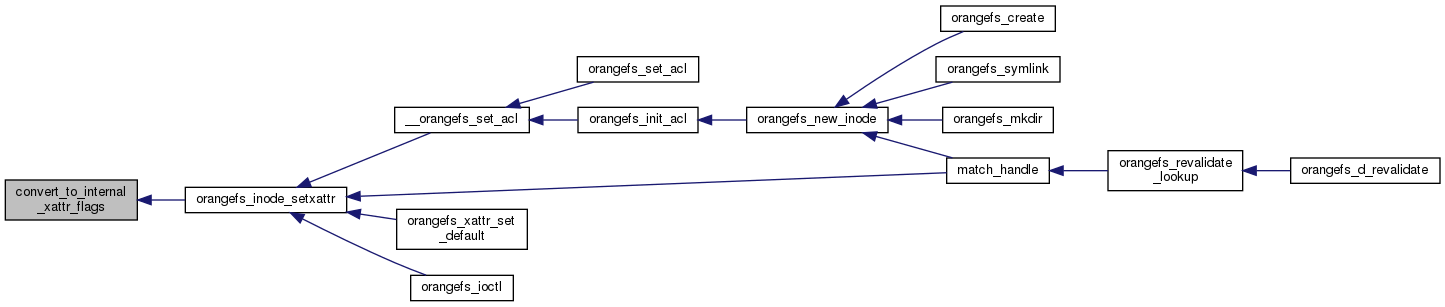 convert_to_internal
_xattr_flags
orangefs_inode_setxattr
__orangefs_set_acl
orangefs_set_acl
orangefs_init_acl
orangefs_new_inode
orangefs_create
orangefs_symlink
orangefs_mkdir
match_handle
orangefs_revalidate
_lookup
orangefs_d_revalidate
orangefs_xattr_set
_default
orangefs_ioctl